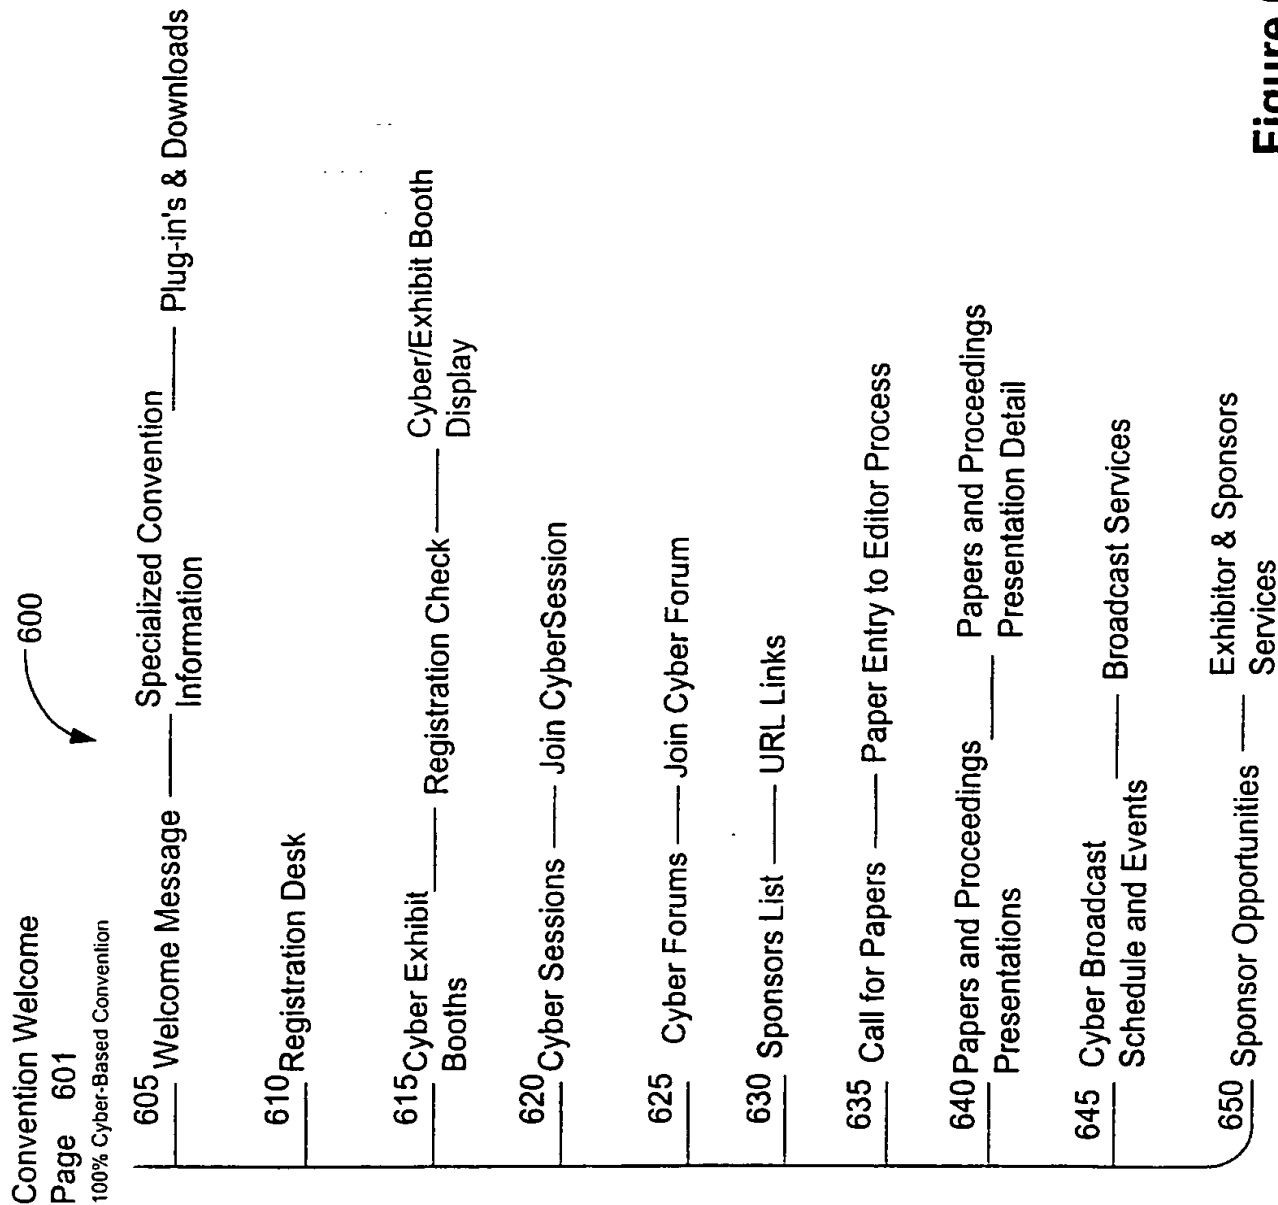 Convention Welcome
Page 601
100% Cyber-Based Convention
600
605 Welcome Message
Specialized Convention
Information
Plug-in's & Downloads
610 Registration Desk
615 Cyber Exhibit
Booths
Registration Check
Cyber/Exhibit Booth
Display
620 Cyber Sessions
Join CyberSession
625 Cyber Forums
Join Cyber Forum
630 Sponsors List
URL Links
635 Call for Papers
Paper Entry to Editor Process
640 Papers and Proceedings
Presentations
Papers and Proceedings
Presentation Detail
645 Cyber Broadcast
Schedule and Events
Broadcast Services
650 Sponsor Opportunities
Exhibitor & Sponsors
Services
Figure